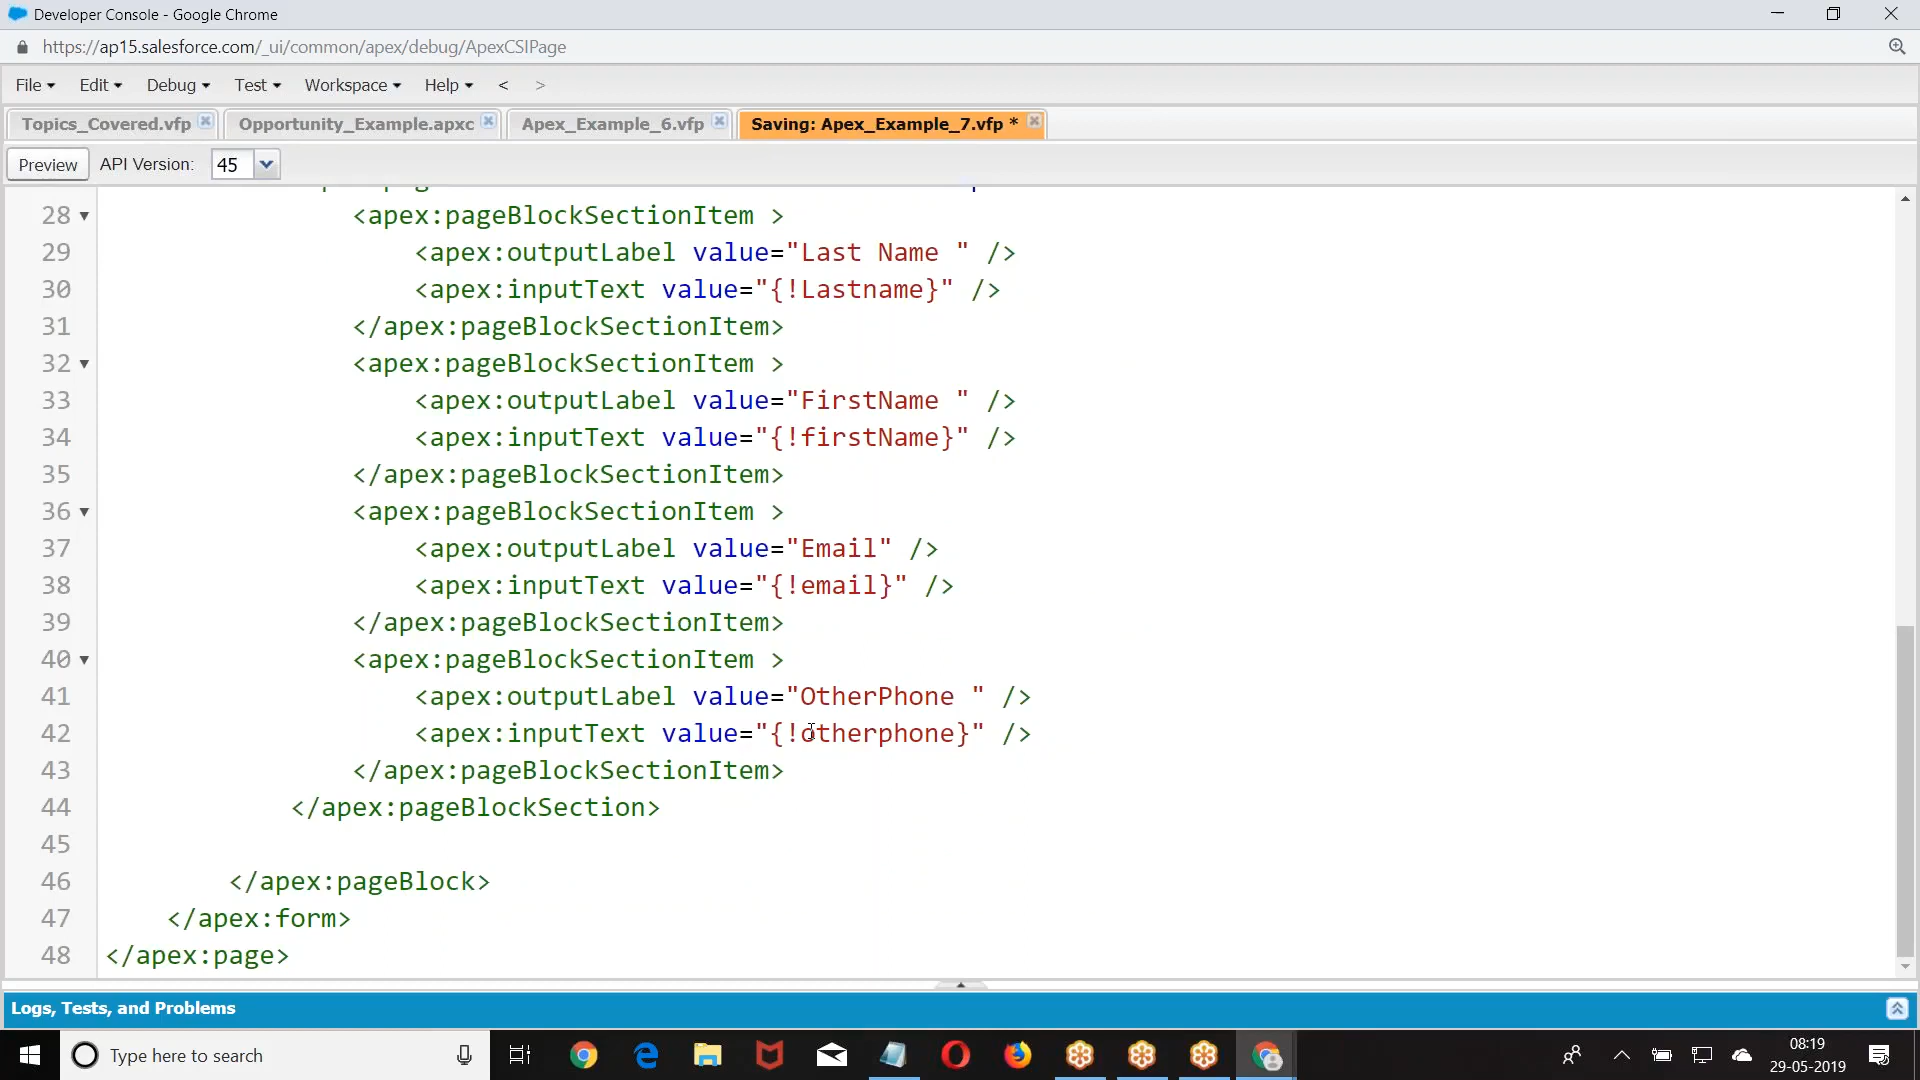 Developer Console - Google Chrome
https://ap15.salesforce.com/_ui/common/apex/debug/ApexCSIPage
File Edit Debug Test Workspace Help < >
Topics_Covered.vfp Opportunity_Example.apxc Apex_Example_6.vfp Saving: Apex_Example_7.vfp *
Preview API Version: 45
28 <apex:pageBlockSectionItem >
29 <apex:outputLabel value="Last Name " />
30 <apex:inputText value="{!Lastname}" />
31 </apex:pageBlockSectionItem>
32 <apex:pageBlockSectionItem >
33 <apex:outputLabel value="FirstName " />
34 <apex:inputText value="{!firstName}" />
35 </apex:pageBlockSectionItem>
36 <apex:pageBlockSectionItem >
37 <apex:outputLabel value="Email" />
38 <apex:inputText value="{!email}" />
39 </apex:pageBlockSectionItem>
40 <apex:pageBlockSectionItem >
41 <apex:outputLabel value="OtherPhone " />
42 <apex:inputText value="{!otherphone}" />
43 </apex:pageBlockSectionItem>
44 </apex:pageBlockSection>
45
46 </apex:pageBlock>
47 </apex:form>
48 </apex:page>
Logs, Tests, and Problems
Type here to search
08:19
29-05-2019